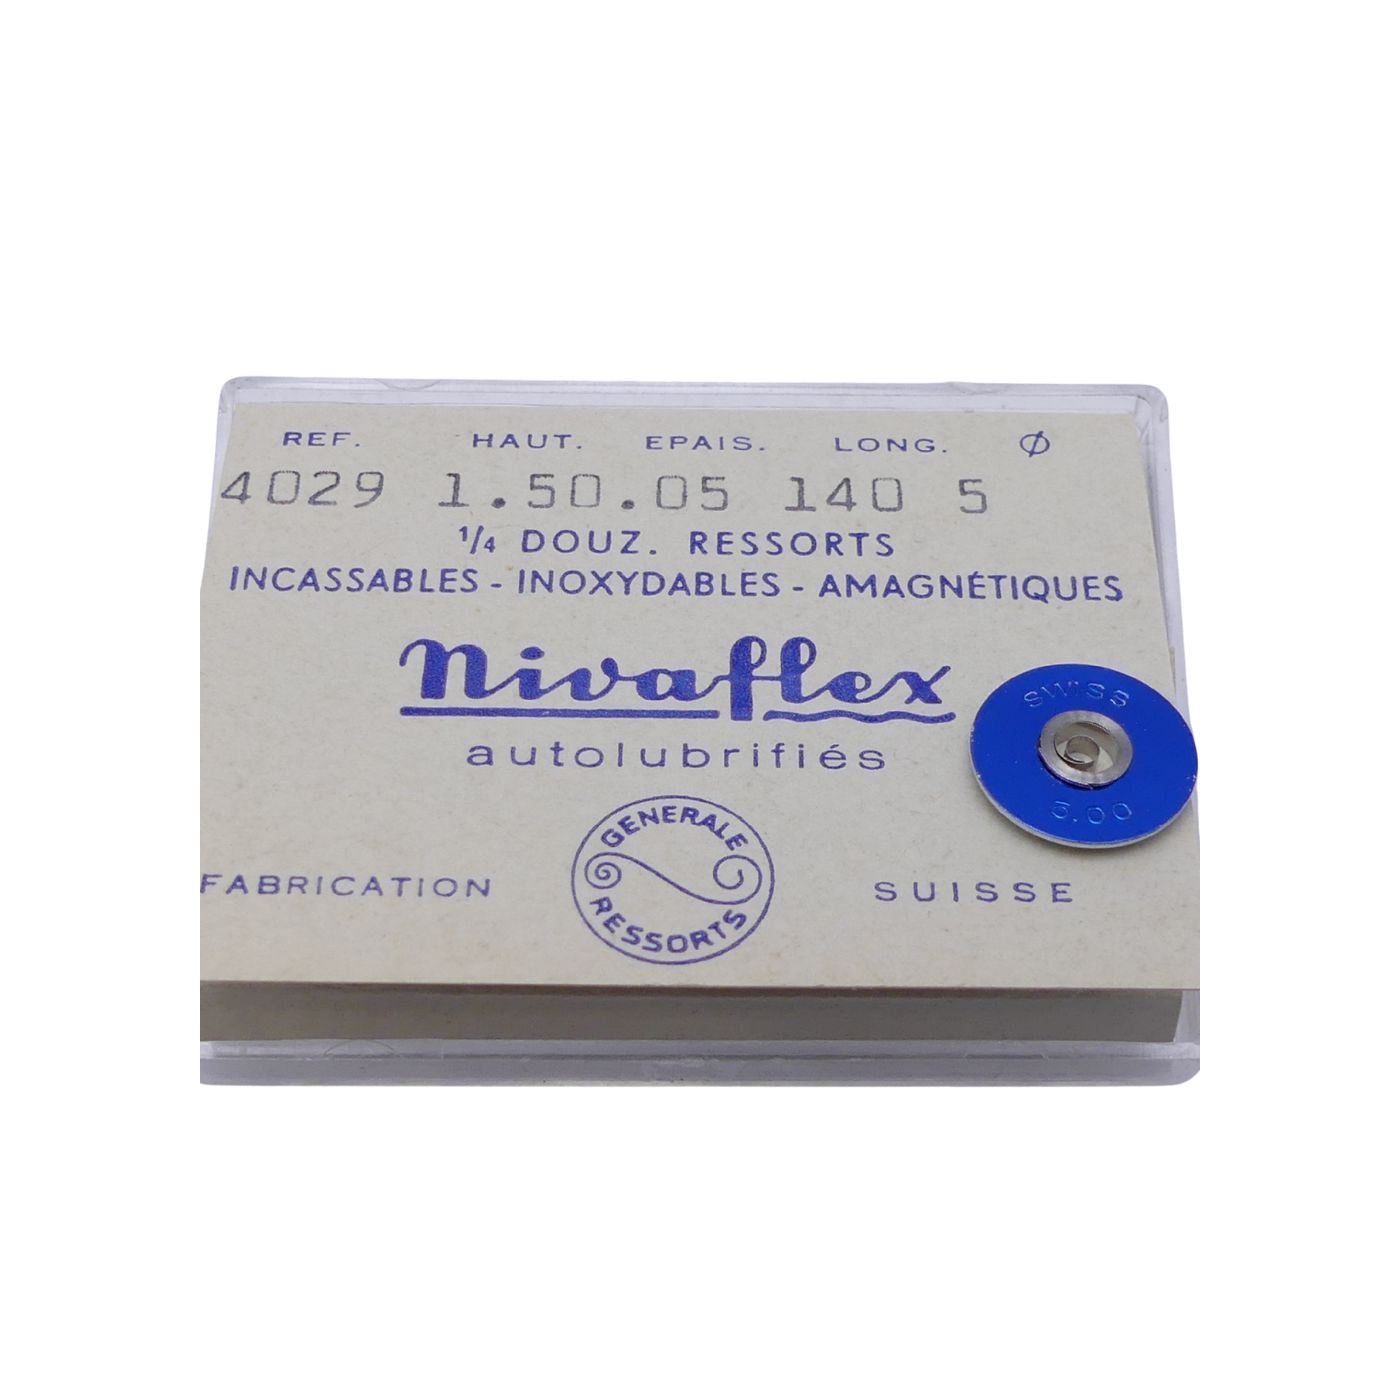 REF. HAUT. EPAIS. LONG. Ø
4029 1.50.05 140 5
1/4 DOUZ. RESSORTS
INCASSABLES - INOXYDABLES - AMAGNÉTIQUES
nivaflex
autolubrifiés
SWISS
5.00
GENERALE
RESSORTS
FABRICATION SUISSE